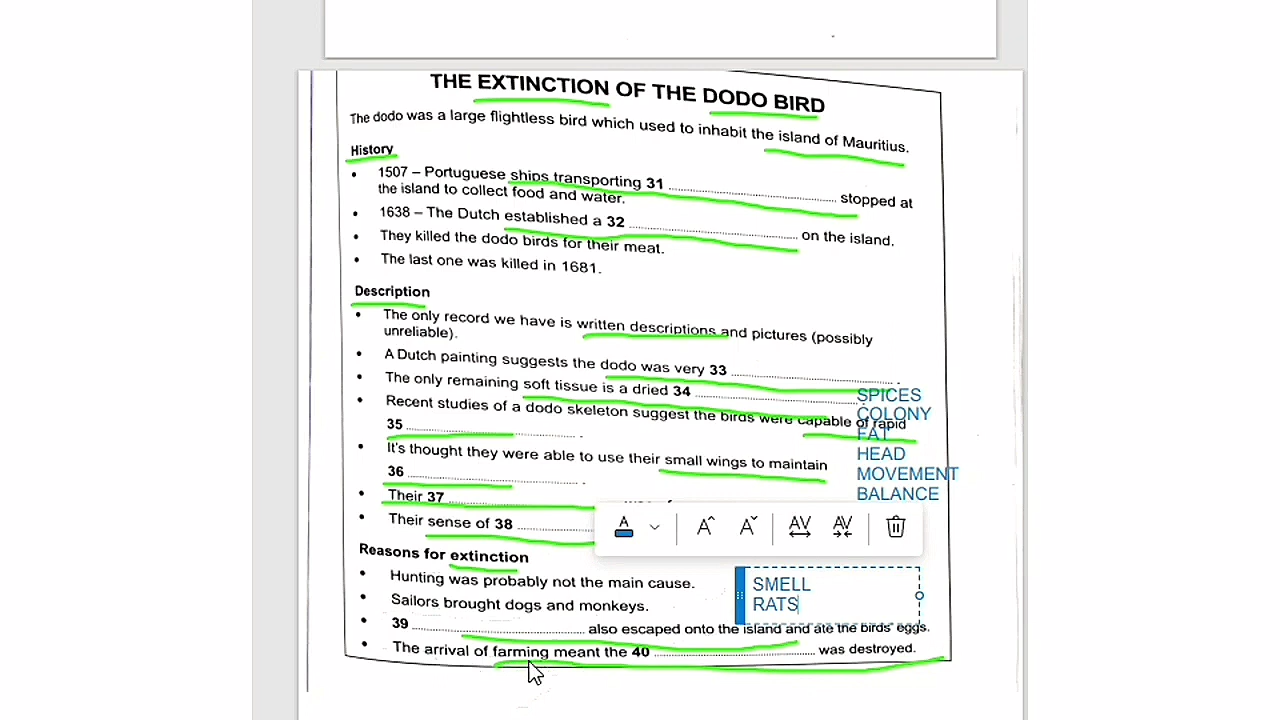 THE EXTINCTION OF THE DODO BIRD
The dodo was a large flightless bird which used to inhabit the island of Mauritius.
History
• 1507 – Portuguese ships transporting 31 .......... stopped at
the island to collect food and water.
• 1638 – The Dutch established a 32 .......... on the island.
• They killed the dodo birds for their meat.
• The last one was killed in 1681.
Description
• The only record we have is written descriptions and pictures (possibly
unreliable).
• A Dutch painting suggests the dodo was very 33 .......... .
• The only remaining soft tissue is a dried 34 .......... .
• Recent studies of a dodo skeleton suggest the birds were capable of rapid
35 .......... .
• It's thought they were able to use their small wings to maintain
36 .......... .
• Their 37 ..........
• Their sense of 38 ..........
SPICES
COLONY
FAT
HEAD
MOVEMENT
BALANCE
A A A AV AV
Reasons for extinction
• Hunting was probably not the main cause.
• Sailors brought dogs and monkeys.
• 39 .......... also escaped onto the island and ate the birds' eggs.
• The arrival of farming meant the 40 .......... was destroyed.
SMELL
RATS